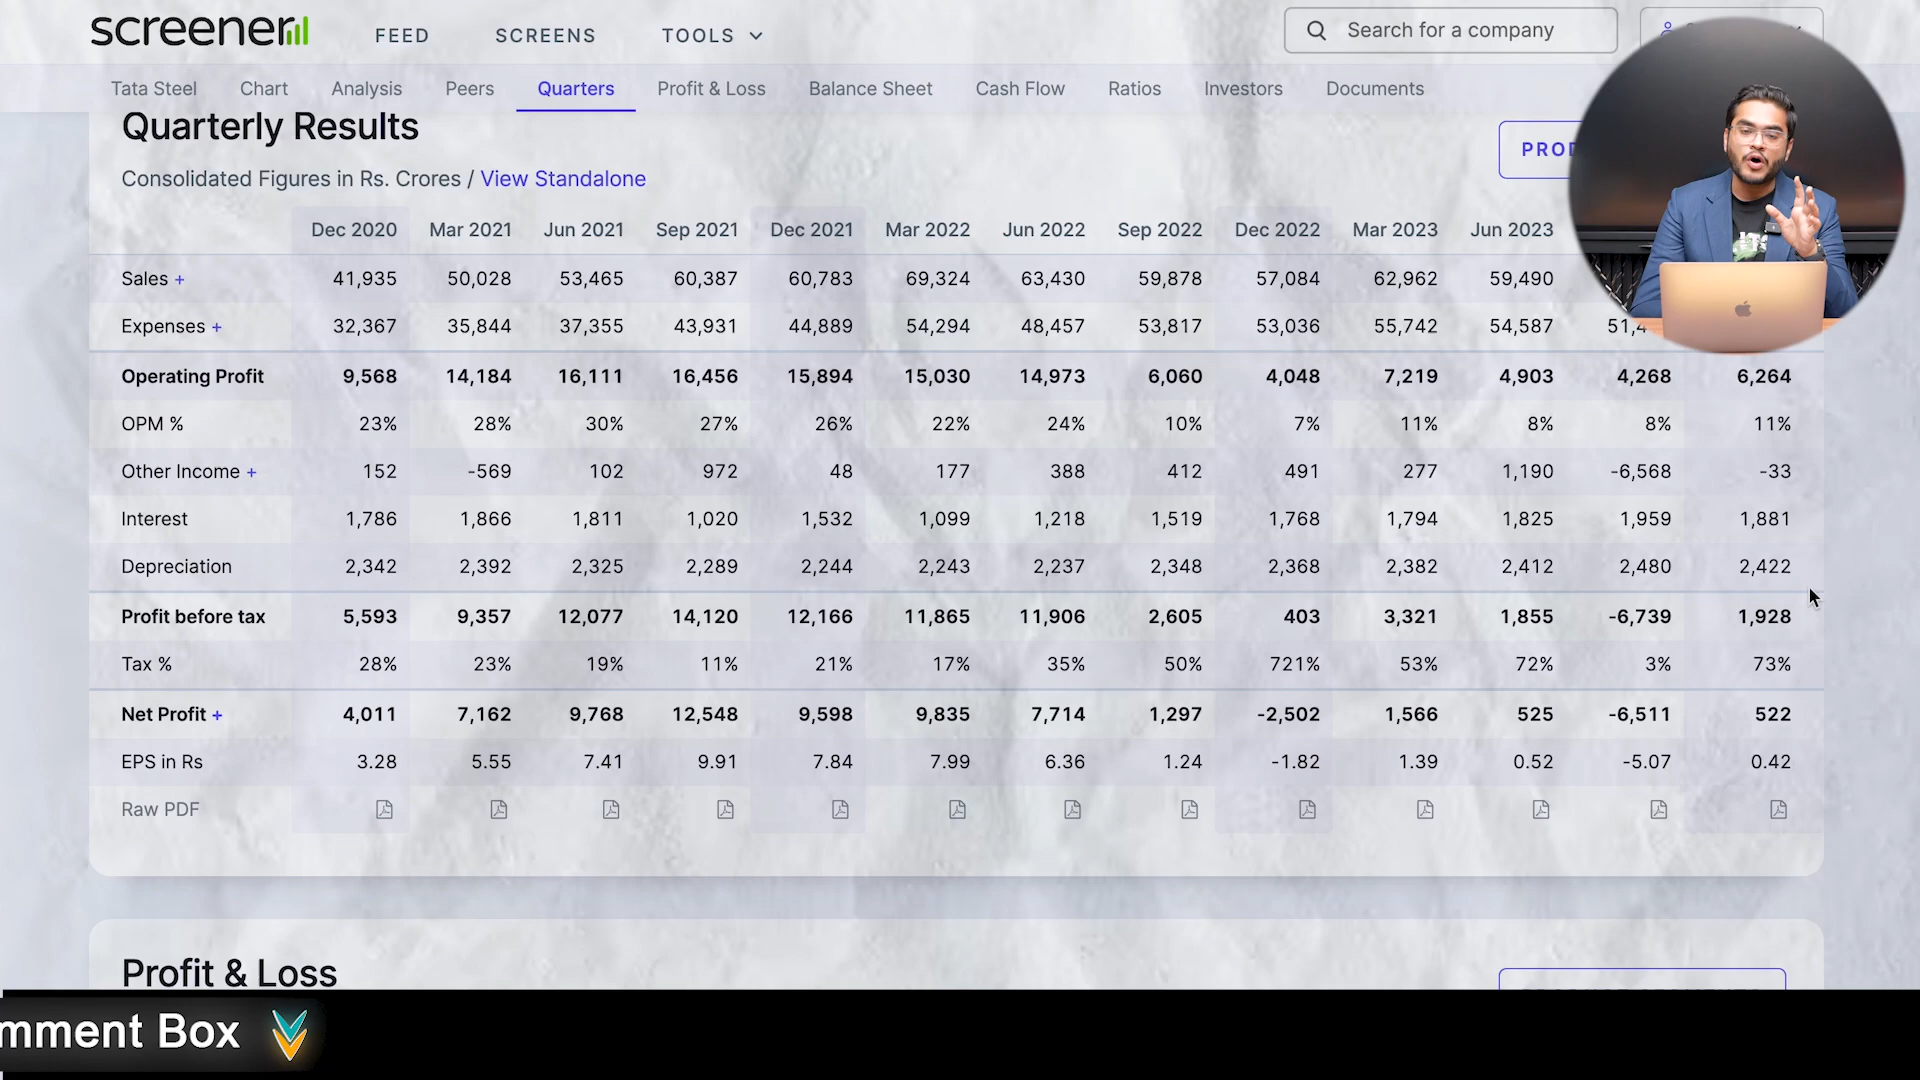 screener
FEED SCREENS TOOLS
Search for a company
Tata Steel Chart Analysis Peers Quarters Profit & Loss Balance Sheet Cash Flow Ratios Investors Documents
Quarterly Results
Consolidated Figures in Rs. Crores / View Standalone
Dec 2020 Mar 2021 Jun 2021 Sep 2021 Dec 2021 Mar 2022 Jun 2022 Sep 2022 Dec 2022 Mar 2023 Jun 2023
Sales + 41,935 50,028 53,465 60,387 60,783 69,324 63,430 59,878 57,084 62,962 59,490
Expenses + 32,367 35,844 37,355 43,931 44,889 54,294 48,457 53,817 53,036 55,742 54,587
Operating Profit 9,568 14,184 16,111 16,456 15,894 15,030 14,973 6,060 4,048 7,219 4,903 4,268 6,264
OPM % 23% 28% 30% 27% 26% 22% 24% 10% 7% 11% 8% 8% 11%
Other Income + 152 -569 102 972 48 177 388 412 491 277 1,190 -6,568 -33
Interest 1,786 1,866 1,811 1,020 1,532 1,099 1,218 1,519 1,768 1,794 1,825 1,959 1,881
Depreciation 2,342 2,392 2,325 2,289 2,244 2,243 2,237 2,348 2,368 2,382 2,412 2,480 2,422
Profit before tax 5,593 9,357 12,077 14,120 12,166 11,865 11,906 2,605 403 3,321 1,855 -6,739 1,928
Tax % 28% 23% 19% 11% 21% 17% 35% 50% 721% 53% 72% 3% 73%
Net Profit + 4,011 7,162 9,768 12,548 9,598 9,835 7,714 1,297 -2,502 1,566 525 -6,511 522
EPS in Rs 3.28 5.55 7.41 9.91 7.84 7.99 6.36 1.24 -1.82 1.39 0.52 -5.07 0.42
Raw PDF
Profit & Loss
mment Box